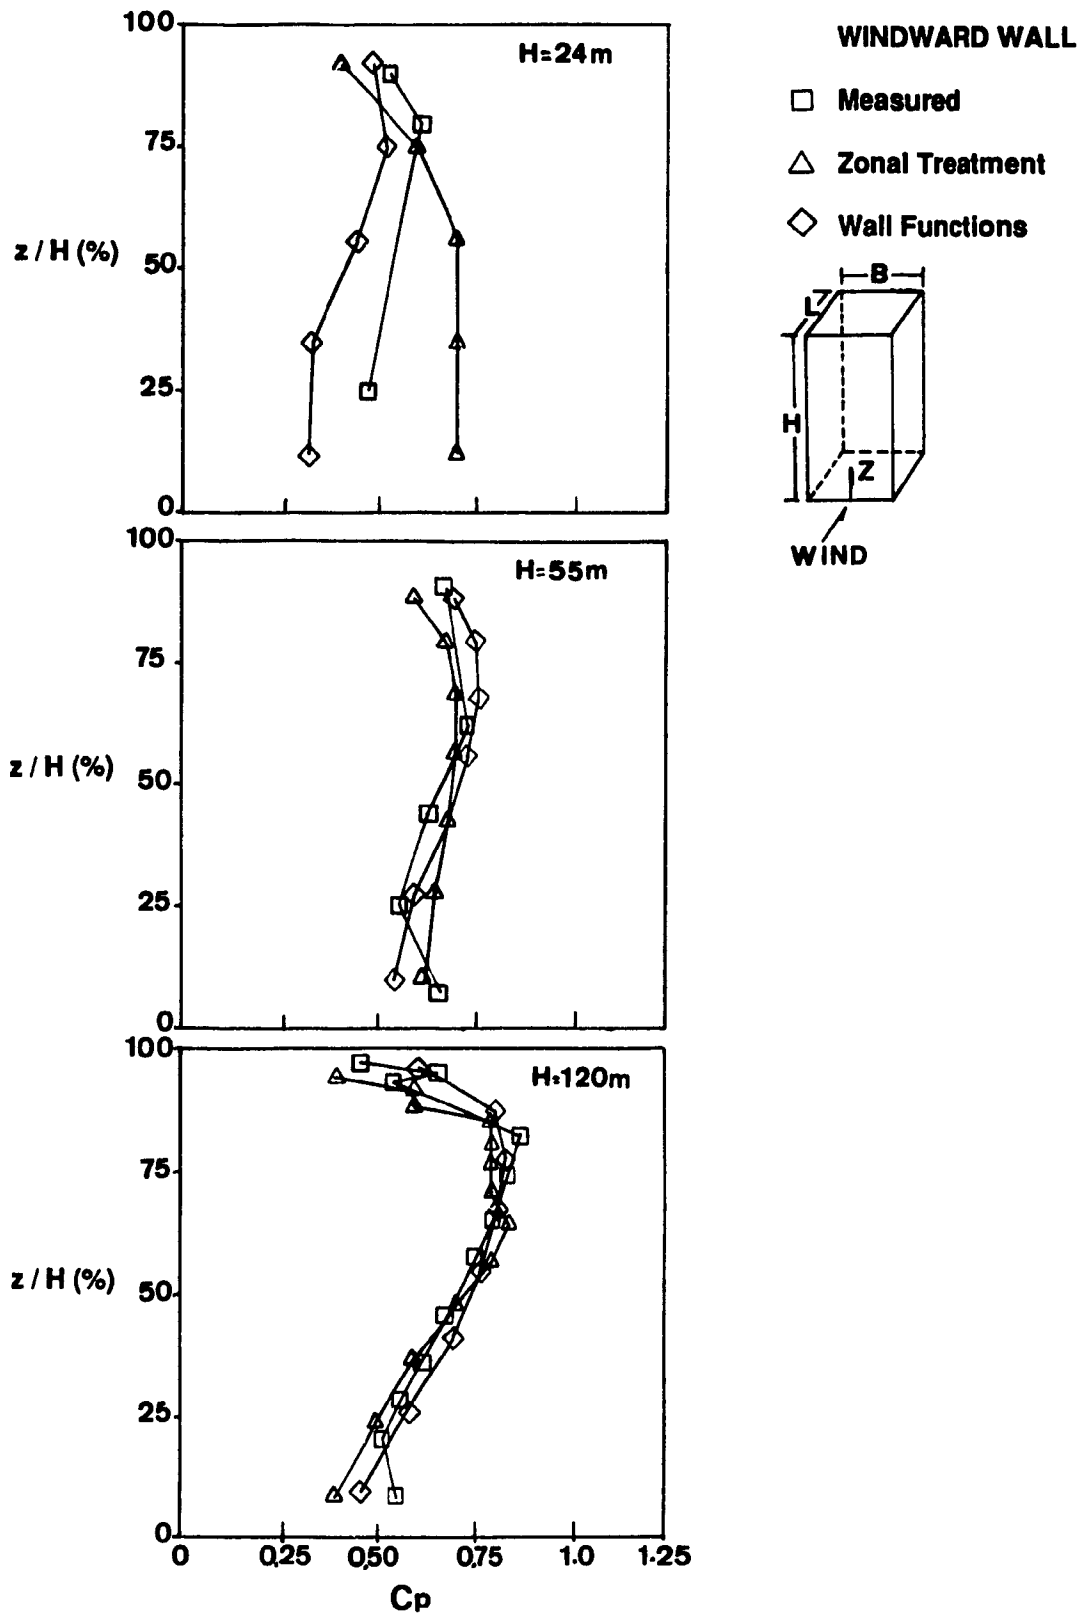 100
75
z / H (%)
50
25
0
H=24m
WINDWARD WALL
Measured
Zonal Treatment
Wall Functions
B
L
H
Z
WIND
100
75
z / H (%)
50
25
0
H=55m
100
75
z / H (%)
50
25
0
H=120m
0 0,25 0,50 0,75 1.0 1.25
Cp